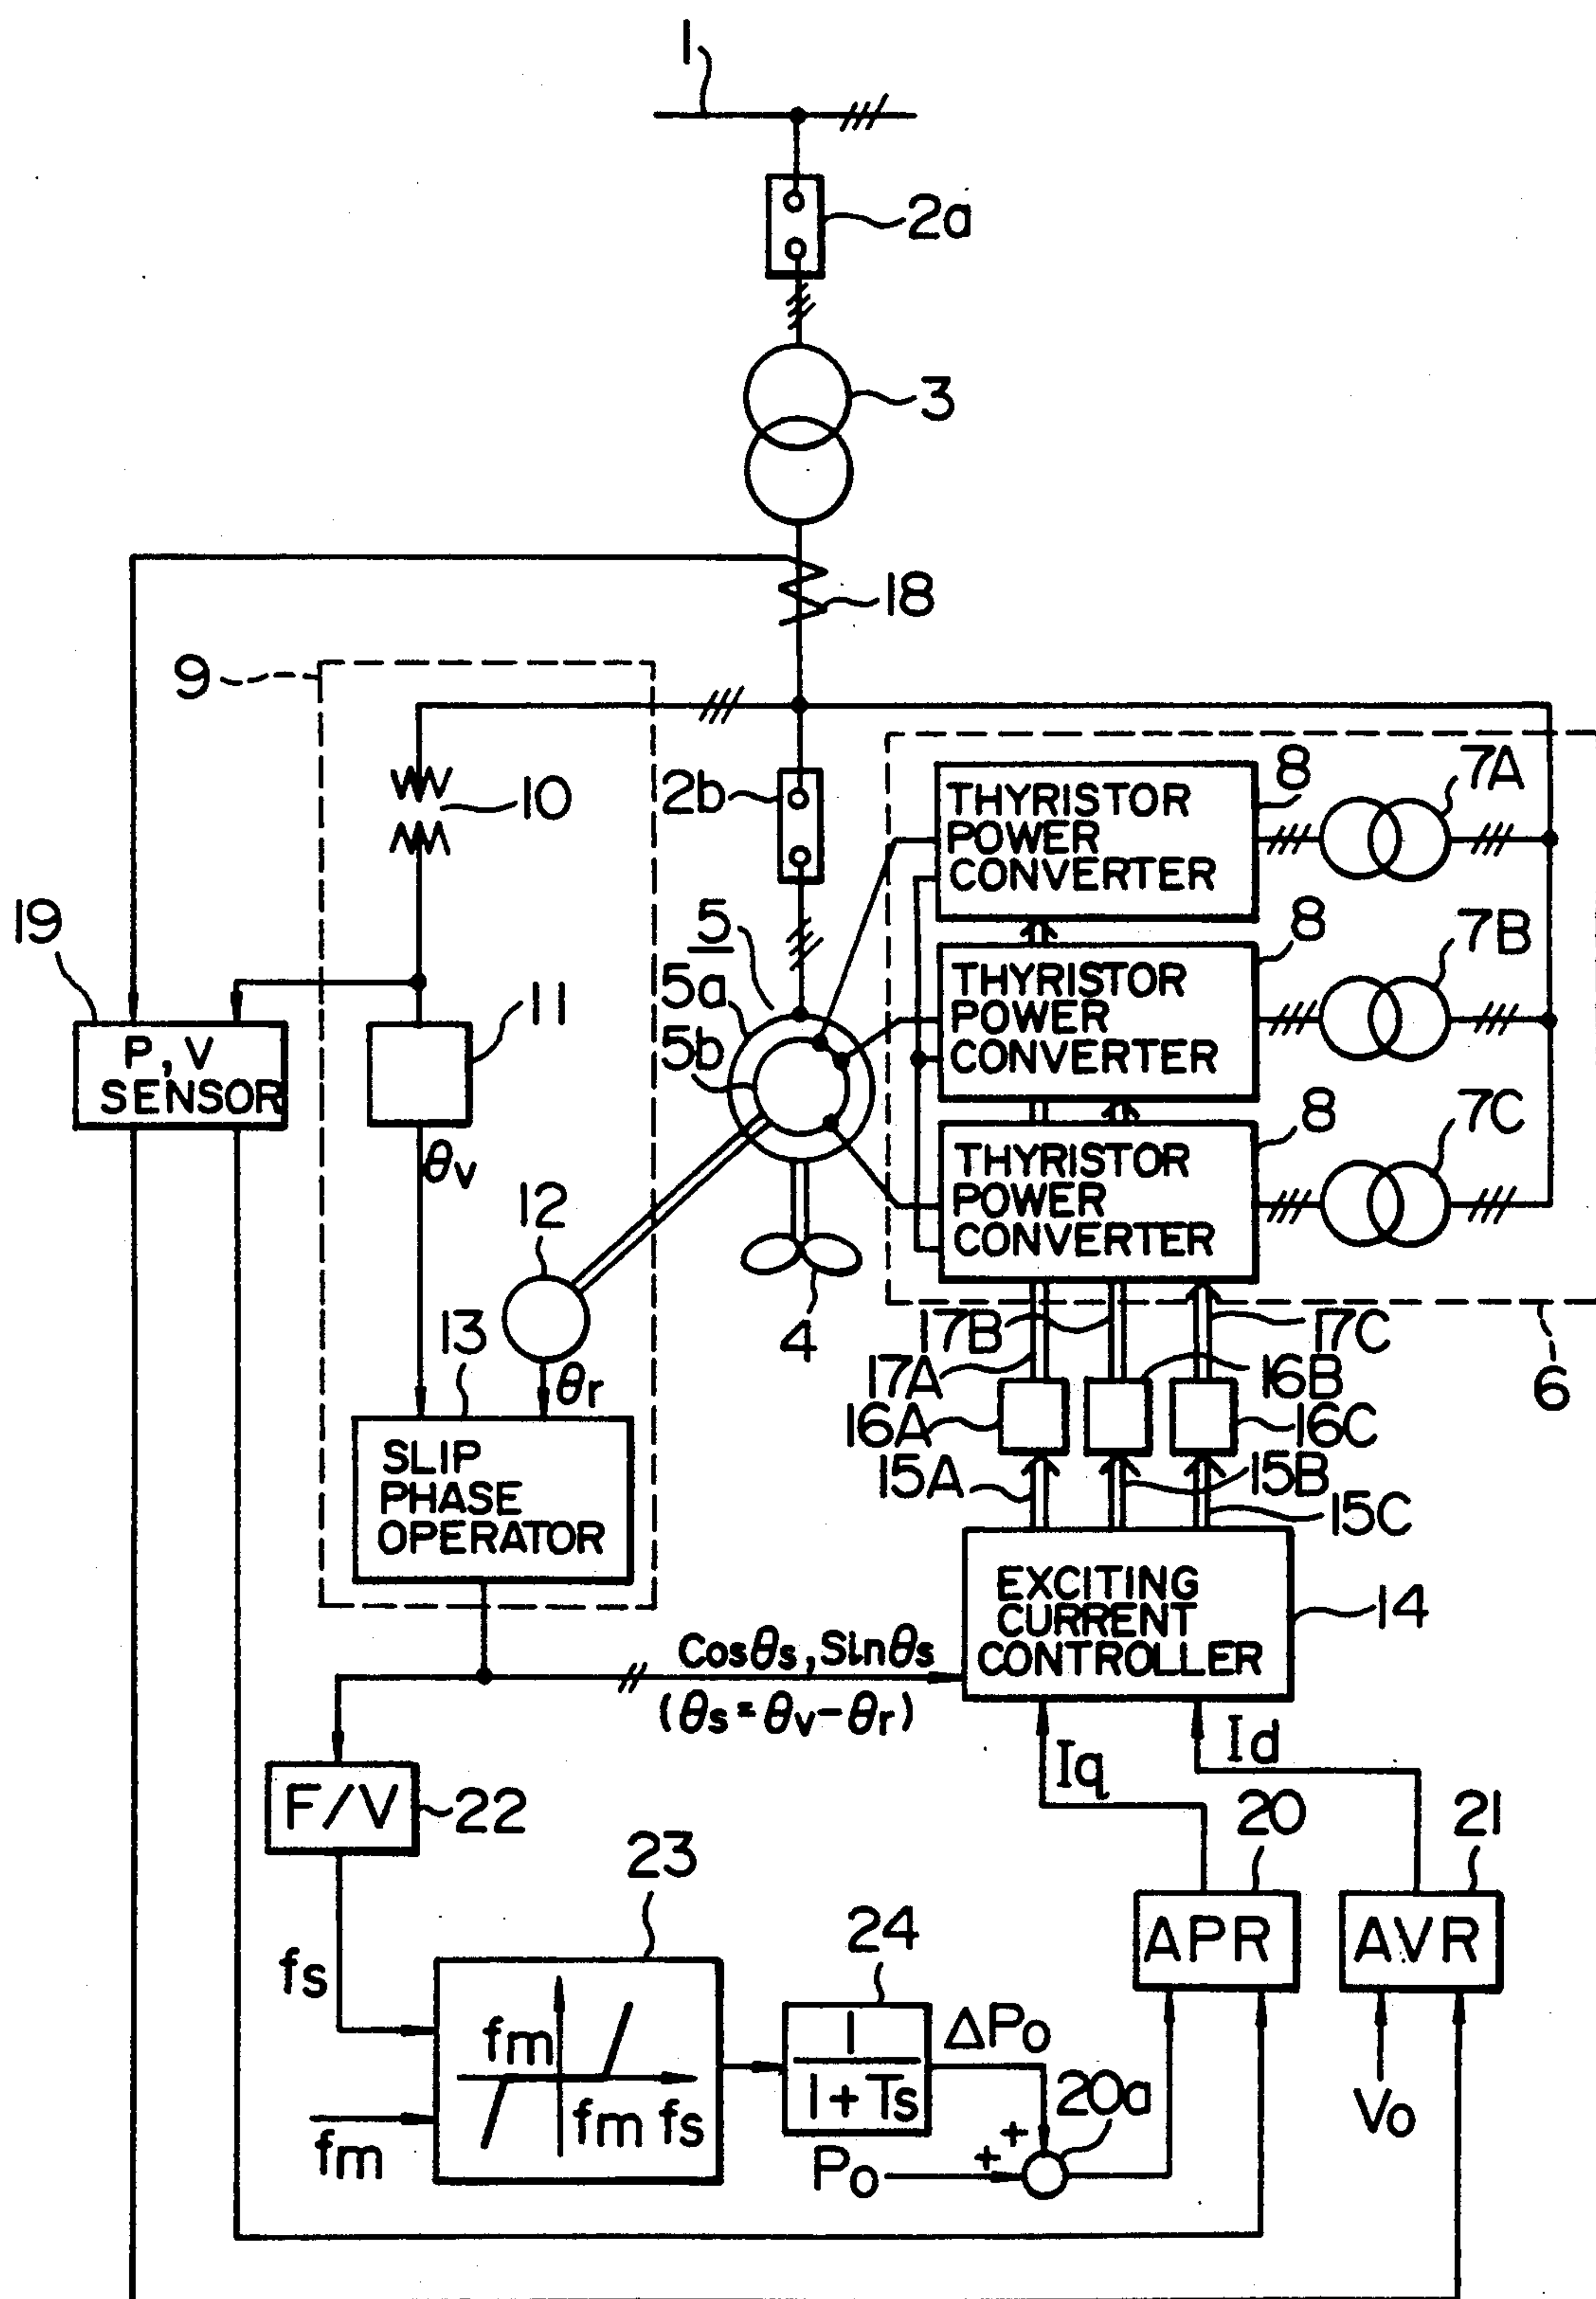 1
2a
3
18
9
10
2b
THYRISTOR
POWER
CONVERTER
8
7A
19
5
5a
5b
11
THYRISTOR
POWER
CONVERTER
8
7B
P, V
SENSOR
θv
12
THYRISTOR
POWER
CONVERTER
8
7C
4
13
θr
17B
17C
17A
16B
6
16A
16C
15A
15B
15C
SLIP
PHASE
OPERATOR
EXCITING
CURRENT
CONTROLLER
14
Cosθs, Sinθs
(θs=θv-θr)
Iq
Id
F/V
22
20
21
23
24
APR
AVR
fs
fm
fm fs
fm
1
1+Ts
ΔPo
20a
+
+
Po
Vo